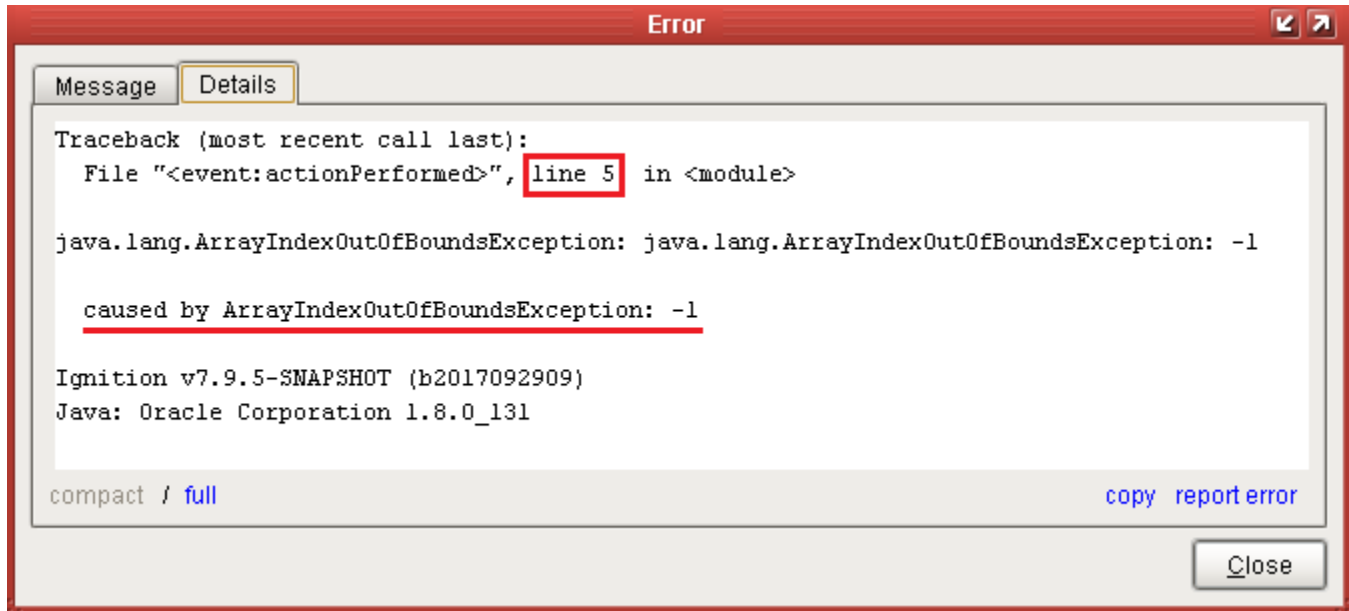 Error
Message Details
Traceback (most recent call last):
File "<event:actionPerformed>", line 5 in <module>
java.lang.ArrayIndexOutOfBoundsException: java.lang.ArrayIndexOutOfBoundsException: -1
caused by ArrayIndexOutOfBoundsException: -1
Ignition v7.9.5-SNAPSHOT (b2017092909)
Java: Oracle Corporation 1.8.0_131
compact / full copy report error
Close